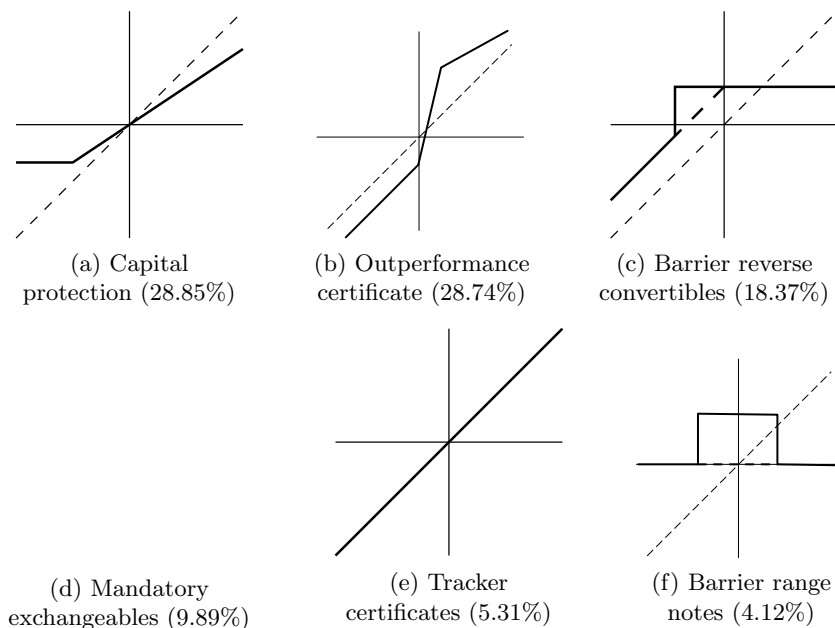 (a) Capital
protection (28.85%)
(b) Outperformance
certificate (28.74%)
(c) Barrier reverse
convertibles (18.37%)
(d) Mandatory
exchangeables (9.89%)
(e) Tracker
certificates (5.31%)
(f) Barrier range
notes (4.12%)